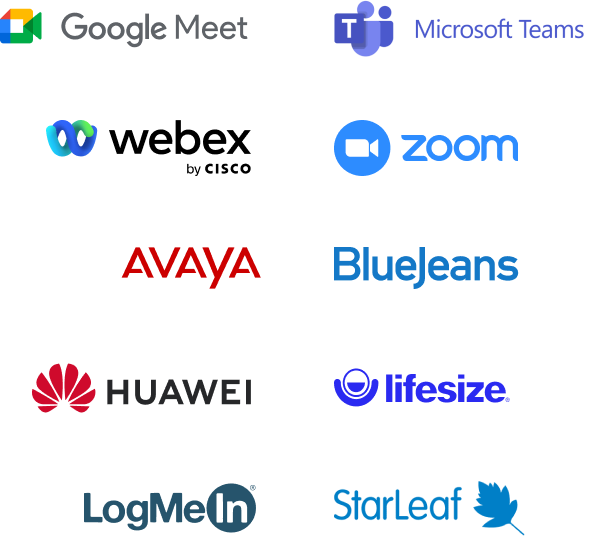 Google Meet
T Microsoft Teams
webex
by CISCO
zoom
AVAYA
BlueJeans
HUAWEI
lifesize®
LogMeIn®
StarLeaf